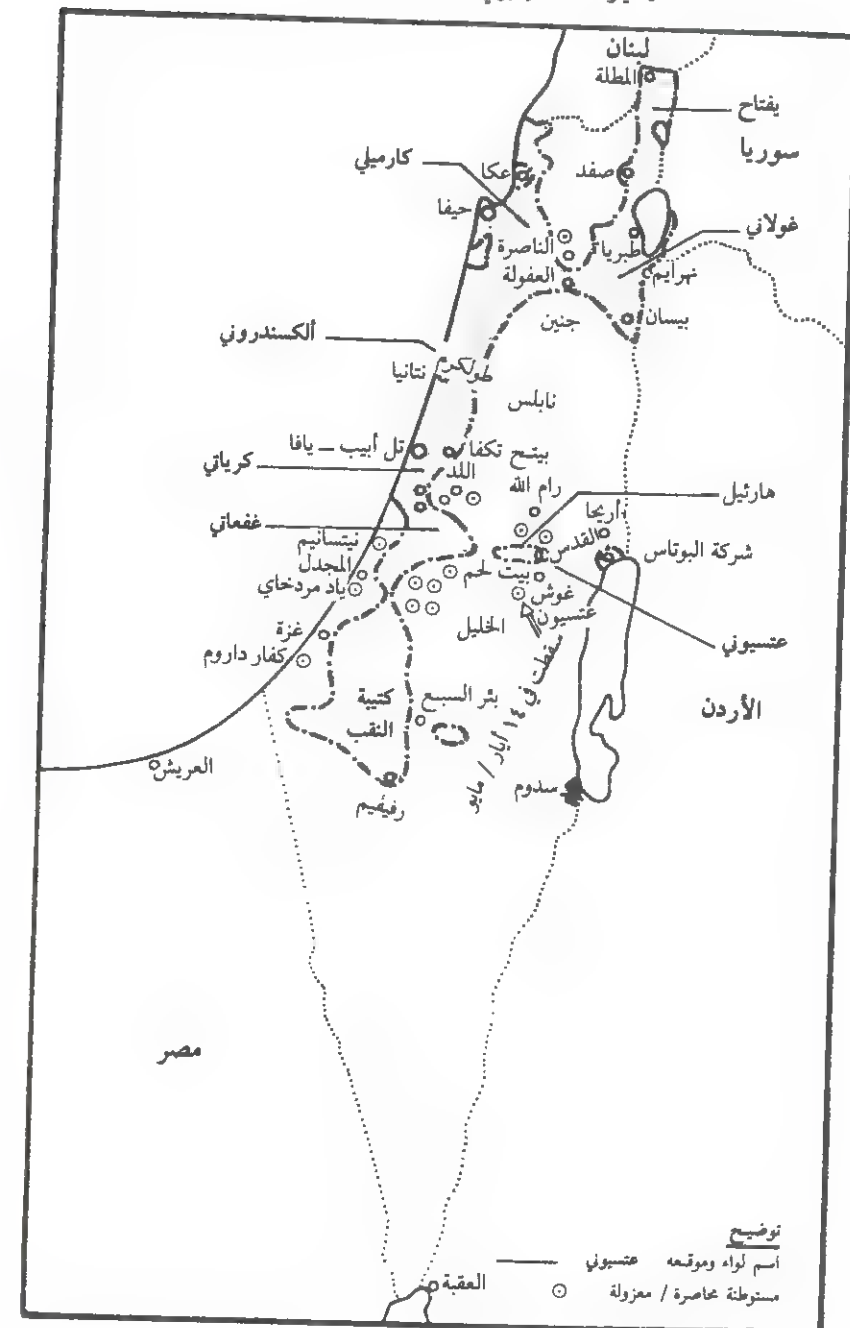 لبنان
المطلة
يفتاح
سوريا
كارميلي
عكا
صفد
حيفا
غولاني
الناصرة
طبريا
نهرايم
العفولة
بيسان
جنين
ألكسندروني
طولكرم
نتانيا
نابلس
تل أبيب – يافا
بيتح تكفا
كرياتي
اللد
رام الله
هارئيل
أريحا
غفعاتي
نيتسانيم
القدس
شركة البوتاس
المجدل
بيت لحم
ياد مردخاي
غوش
عتسيون
الخليل
غزة
عتسيوني
كفار داروم
سقطت في ١٤ أيار / مايو
الأردن
كتيبة
النقب
بئر السبع
العريش
رفيفيم
سدوم
مصر
العقبة
توضيح
اسم لواء وموقعه عتسيوني
مستوطنة محاصرة / معزولة